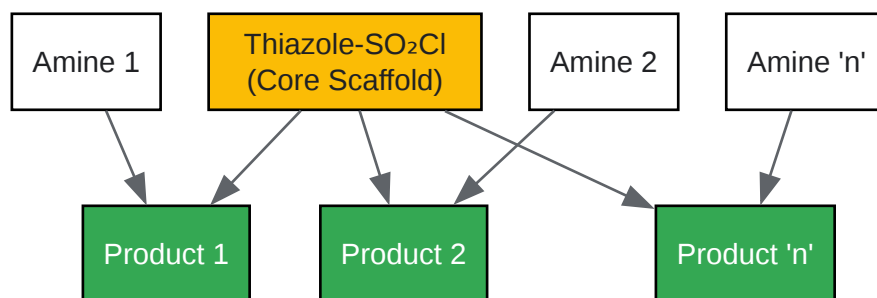 Amine 1
Thiazole-SO₂Cl
(Core Scaffold)
Amine 2
Amine 'n'
Product 1
Product 2
Product 'n'